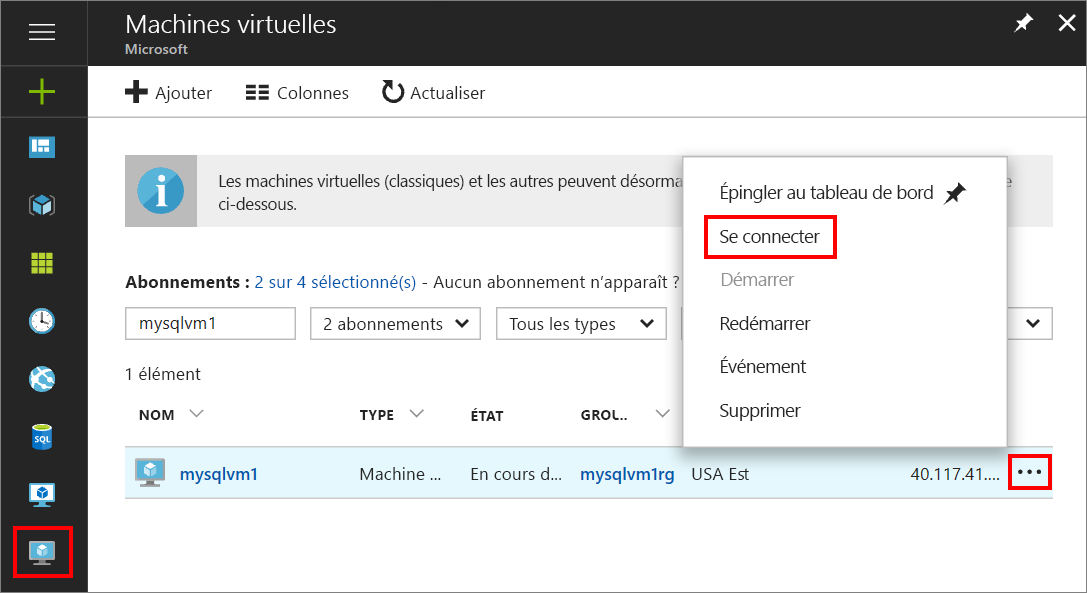 Machines virtuelles
Microsoft
Ajouter
Colonnes
Actualiser
Les machines virtuelles (classiques) et les autres peuvent
ci-dessous.
Épingler au tableau de bord
Se connecter
Démarrer
Redémarrer
Événement
Supprimer
Abonnements : 2 sur 4 sélectionné(s) - Aucun abonnement n’apparaît ?
mysqlvm1
2 abonnements
Tous les types
1 élément
NOM
TYPE
ÉTAT
GROU..
SQL
mysqlvm1
Machine ...
En cours d...
mysqlvm1rg
USA Est
40.117.41....